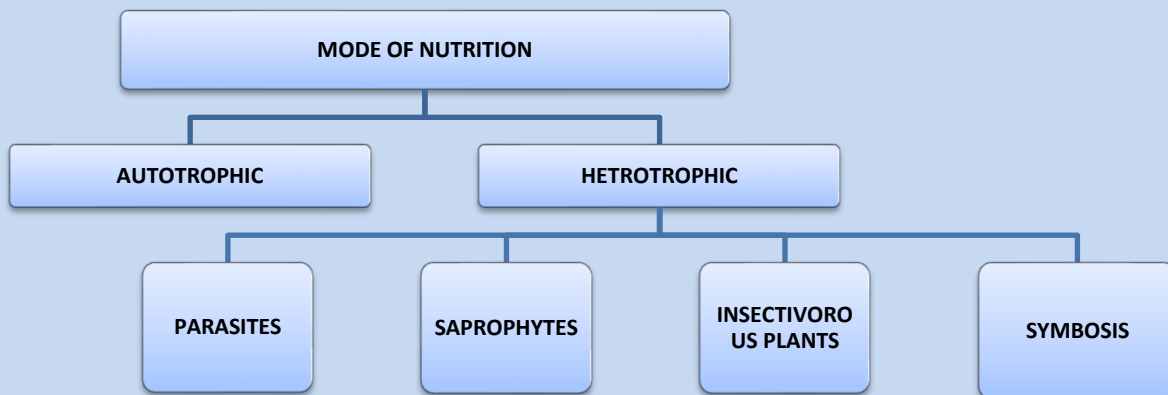 MODE OF NUTRITION
AUTOTROPHIC
HETROTROPHIC
PARASITES
SAPROPHYTES
INSECTIVORO
US PLANTS
SYMBOSIS